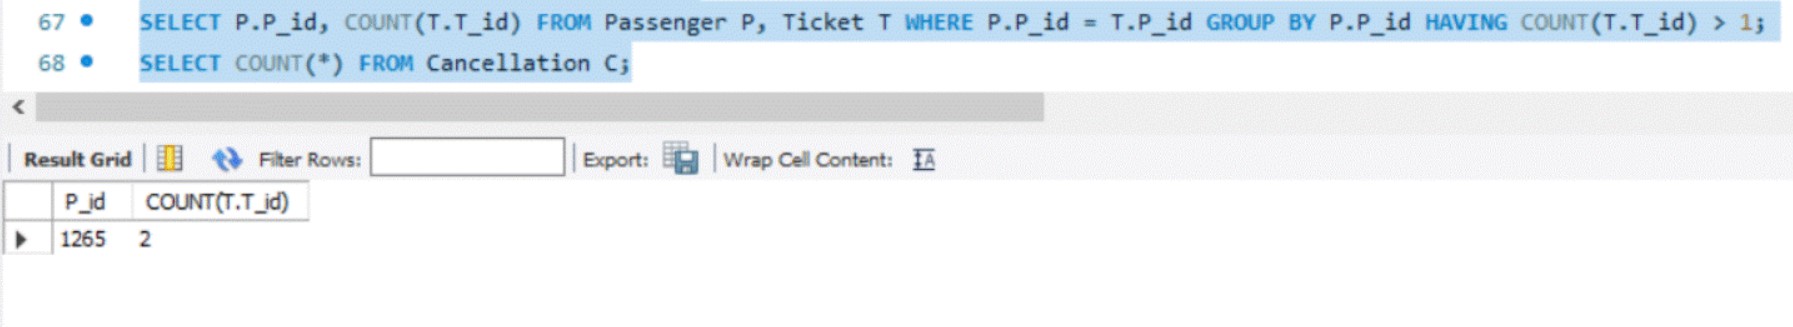 67 SELECT P.P_id, COUNT(T.T_id) FROM Passenger P, Ticket T WHERE P.P_id = T.P_id GROUP BY P.P_id HAVING COUNT(T.T_id) > 1;
68 SELECT COUNT(*) FROM Cancellation C;
Result Grid Filter Rows: Export: Wrap Cell Content: IA
P_id COUNT(T.T_id)
1265 2